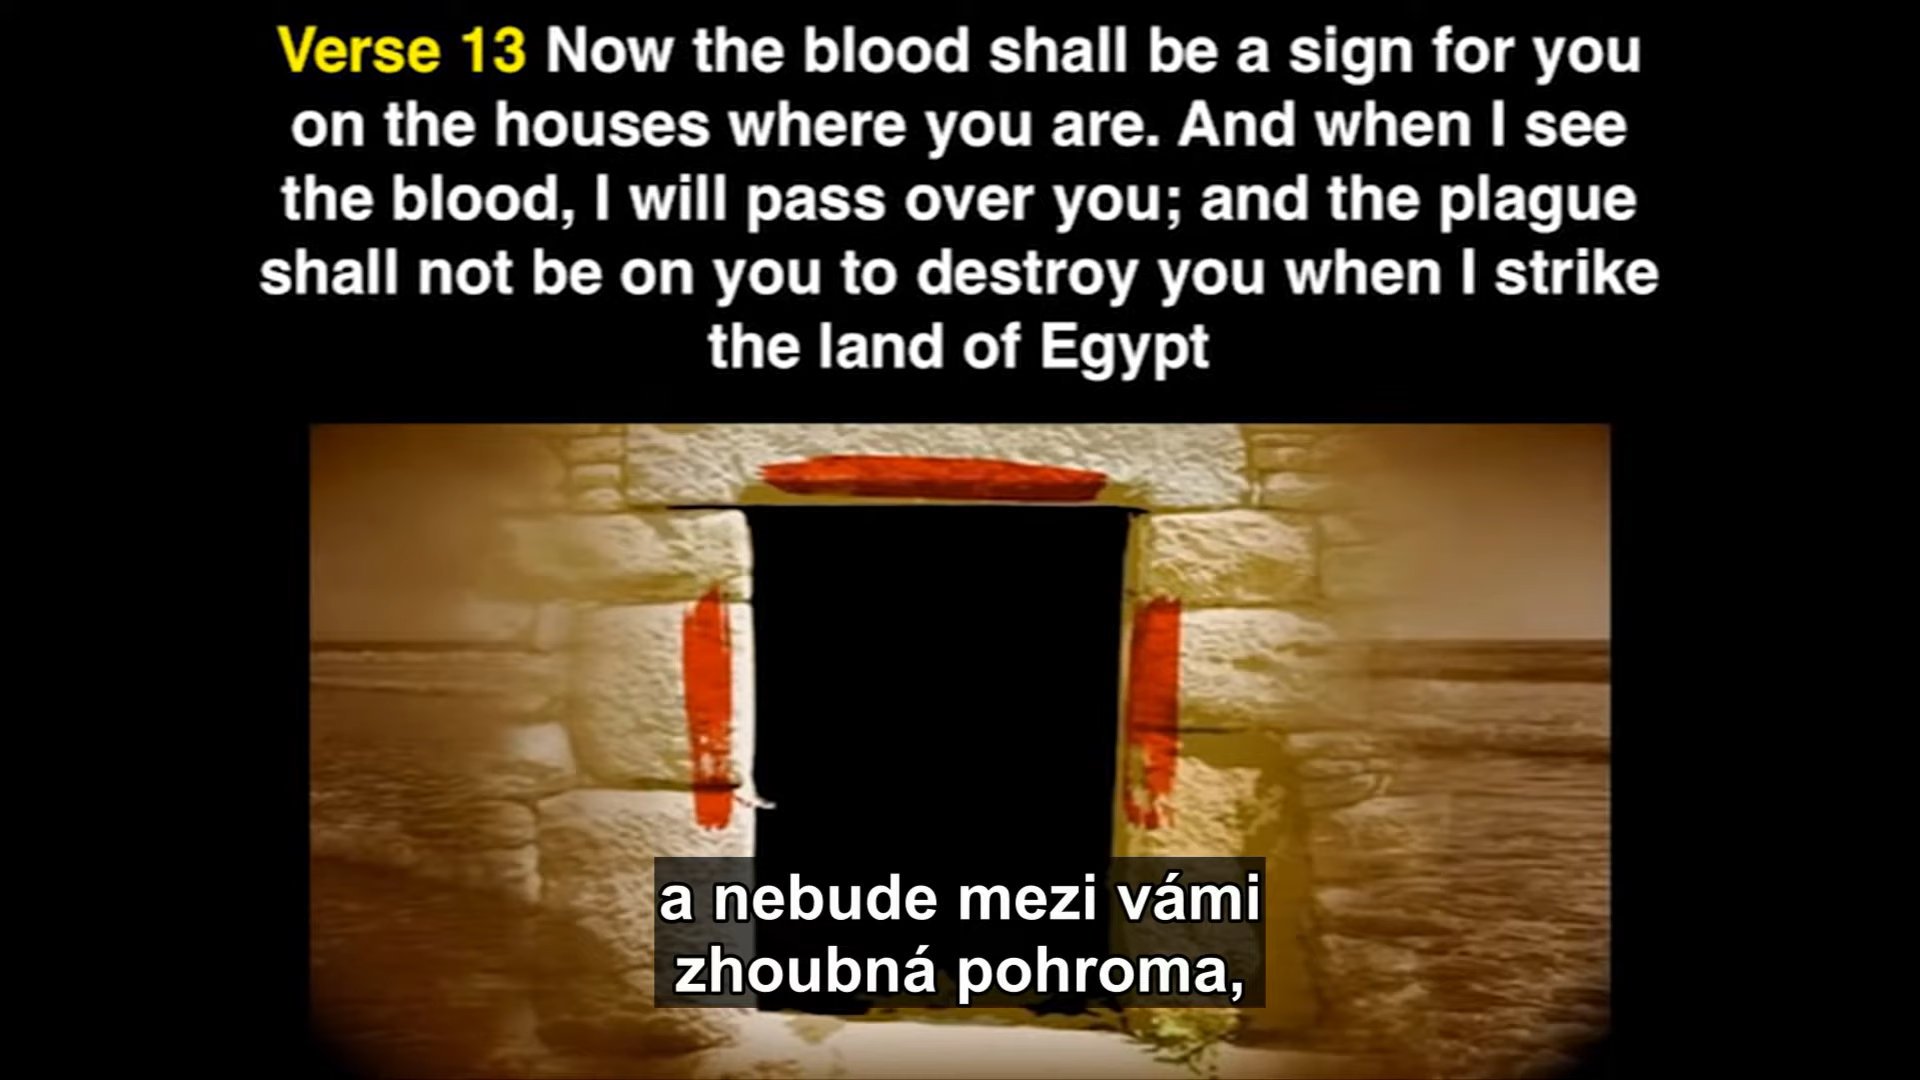 Verse 13 Now the blood shall be a sign for you
on the houses where you are. And when I see
the blood, I will pass over you; and the plague
shall not be on you to destroy you when I strike
the land of Egypt
a nebude mezi vámi
zhoubná pohroma,